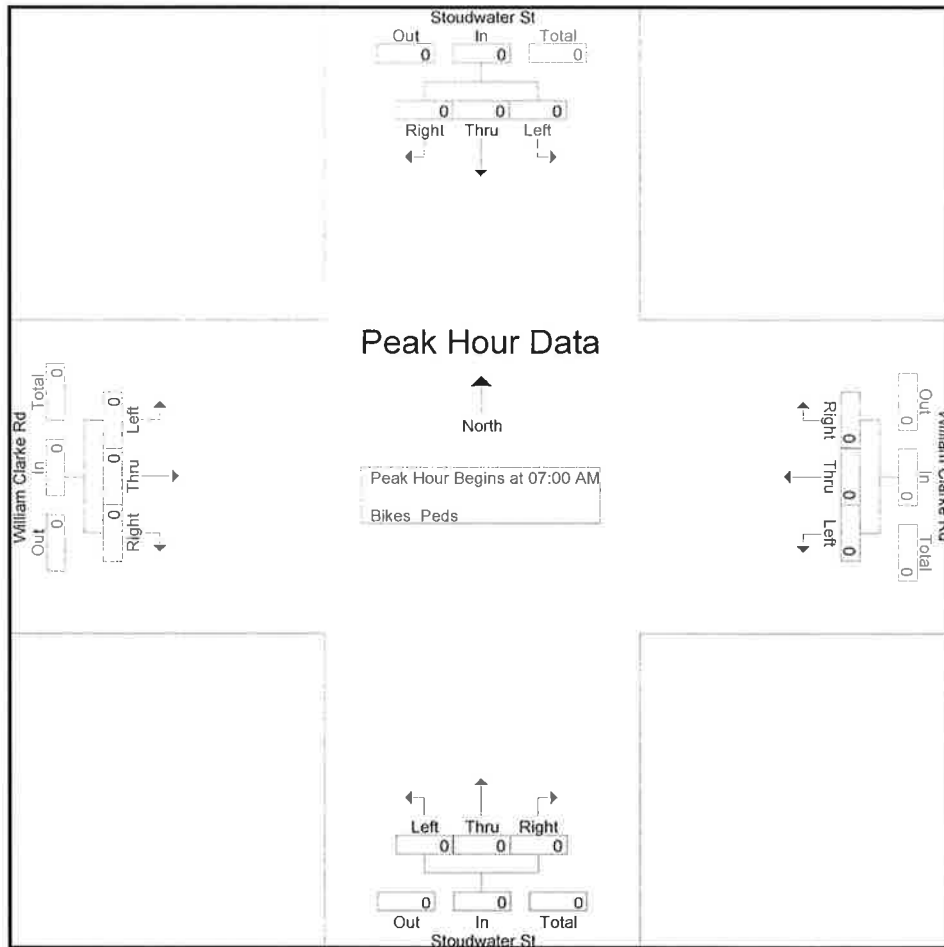 Stoudwater St
Out In Total
0 0 0
0 0 0
Right Thru Left
Peak Hour Data
North
Peak Hour Begins at 07:00 AM
Bikes Peds
William Clarke Rd
Total In Out
0 0 0
0 0 0
Left Thru Right
Right Thru Left
0 0 0
0 0 0
Out In Total
William Clarke Rd
Left Thru Right
0 0 0
0 0 0
Out In Total
Stoudwater St